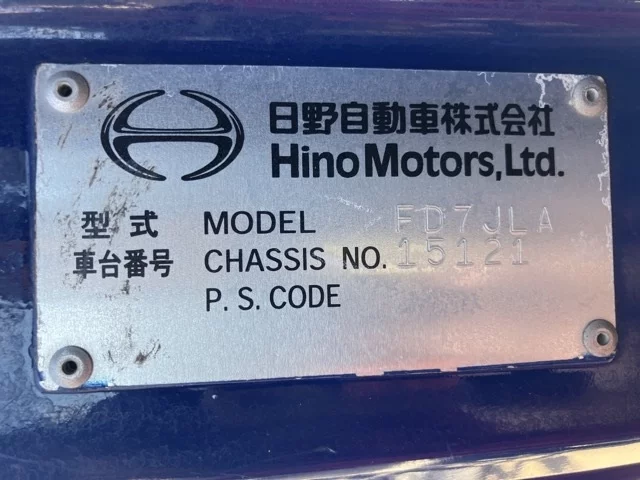 日野自動車株式会社
Hino Motors, Ltd.
型式 MODEL FD7JLA
車台番号 CHASSIS NO. 15121
P. S. CODE